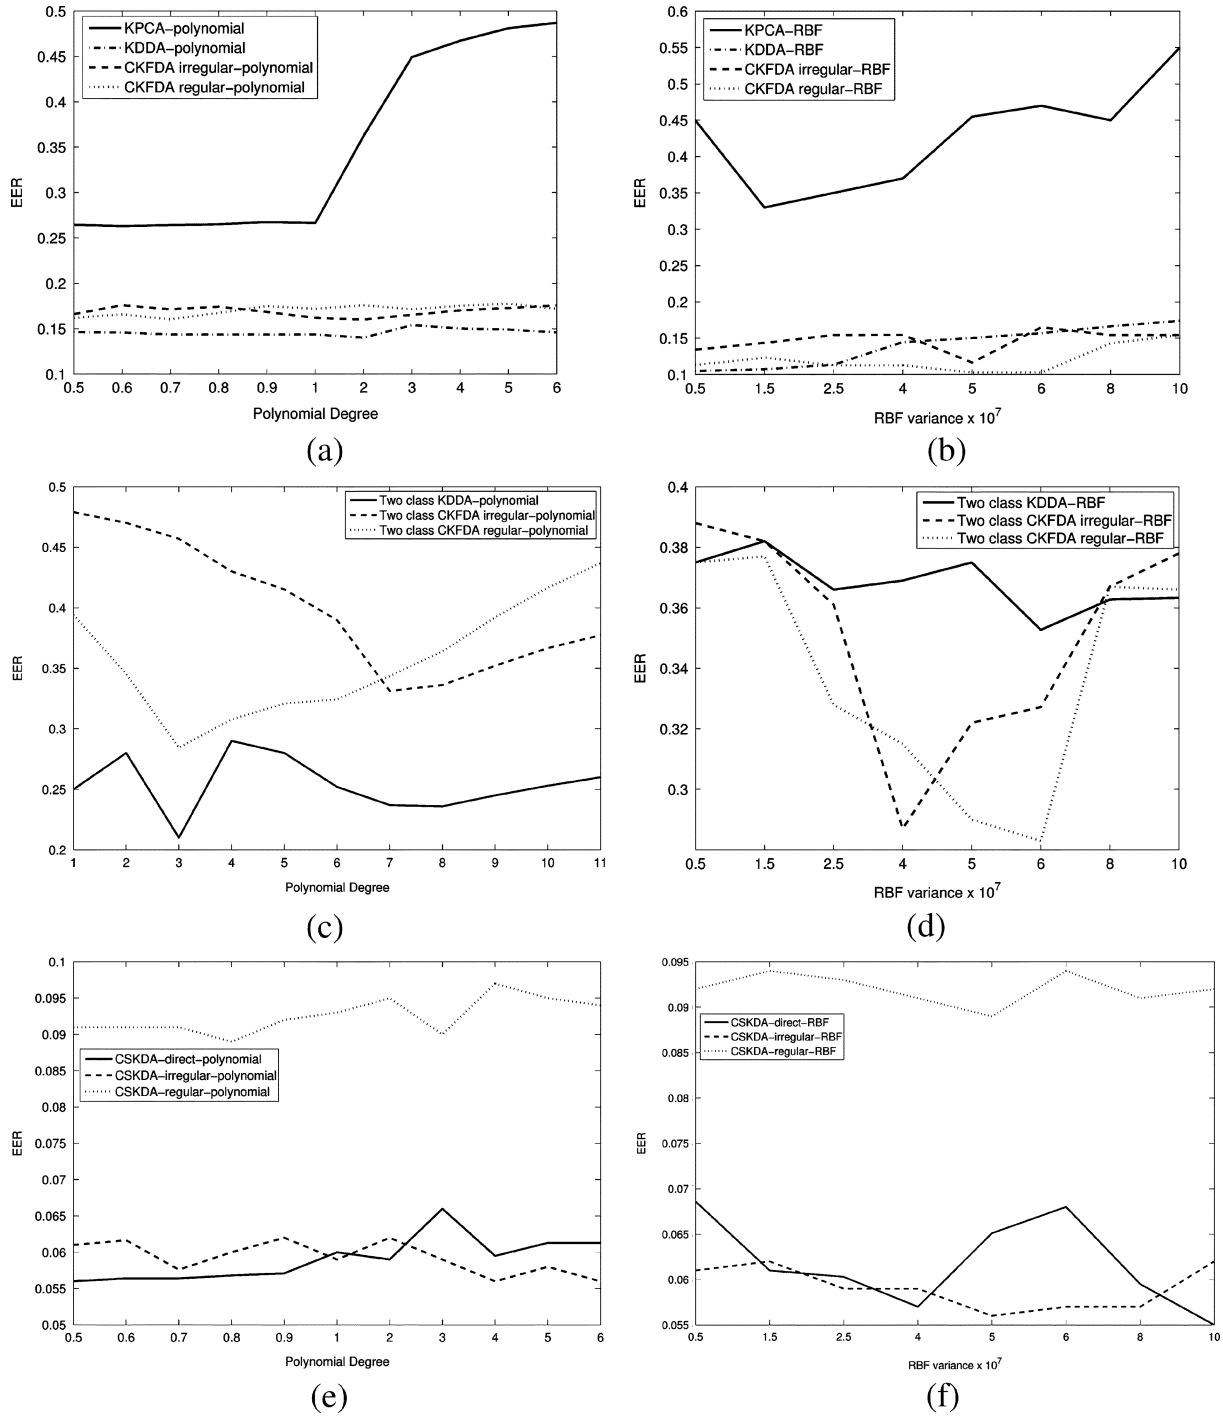 0.5
0.45
0.4
0.35
0.3
0.25
0.2
0.15
0.1
EER
KPCA-polynomial
KDDA-polynomial
CKFDA irregular-polynomial
CKFDA regular-polynomial
0.5 0.6 0.7 0.8 0.9 1 2 3 4 5 6
Polynomial Degree
(a)
0.6
0.55
0.5
0.45
0.4
0.35
0.3
0.25
0.2
0.15
0.1
EER
KPCA-RBF
KDDA-RBF
CKFDA irregular-RBF
CKFDA regular-RBF
0.5 1.5 2.5 4 5 6 8 10
RBF variance x 10^7
(b)
0.5
0.45
0.4
0.35
0.3
0.25
0.2
EER
Two class KDDA-polynomial
Two class CKFDA irregular-polynomial
Two class CKFDA regular-polynomial
1 2 3 4 5 6 7 8 9 10 11
Polynomial Degree
(c)
0.4
0.38
0.36
0.34
0.32
0.3
EER
Two class KDDA-RBF
Two class CKFDA irregular-RBF
Two class CKFDA regular-RBF
0.5 1.5 2.5 4 5 6 8 10
RBF variance x 10^7
(d)
0.1
0.095
0.09
0.085
0.08
0.075
0.07
0.065
0.06
0.055
0.05
EER
CSKDA-direct-polynomial
CSKDA-irregular-polynomial
CSKDA-regular-polynomial
0.5 0.6 0.7 0.8 0.9 1 2 3 4 5 6
Polynomial Degree
(e)
0.095
0.09
0.085
0.08
0.075
0.07
0.065
0.06
0.055
EER
CSKDA-direct-RBF
CSKDA-irregular-RBF
CSKDA-regular-RBF
0.5 1.5 2.5 4 5 6 8 10
RBF variance x 10^7
(f)